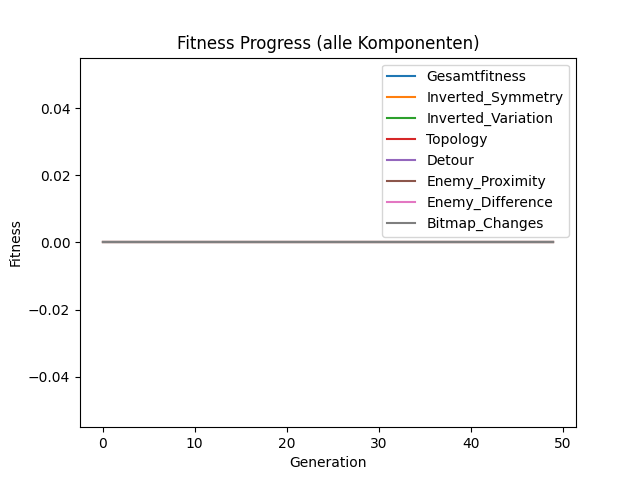 Fitness Progress (alle Komponenten)
Gesamtfitness
Inverted_Symmetry
Inverted_Variation
Topology
Detour
Enemy_Proximity
Enemy_Difference
Bitmap_Changes
0.04
0.02
0.00
−0.02
−0.04
Fitness
0 10 20 30 40 50
Generation